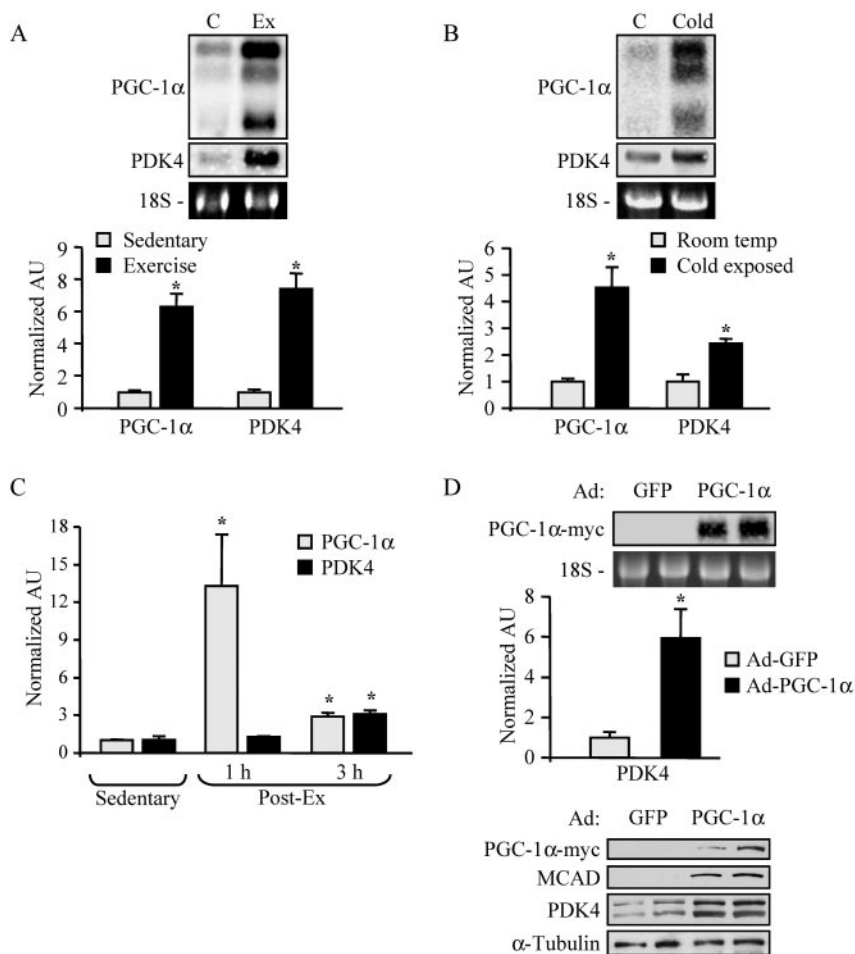 A
C Ex
PGC-1α
PDK4
18S -
Sedentary
Exercise
Normalized AU
9
8
6
4
2
0
*
*
PGC-1α PDK4
B
C Cold
PGC-1α
PDK4
18S -
Room temp
Cold exposed
Normalized AU
6
5
4
3
2
1
0
*
*
PGC-1α PDK4
C
PGC-1α
PDK4
Normalized AU
18
15
12
9
6
3
0
*
* *
1 h 3 h
Sedentary Post-Ex
D
Ad: GFP PGC-1α
PGC-1α-myc
18S -
Ad-GFP
Ad-PGC-1α
Normalized AU
8
6
4
2
0
*
PDK4
Ad: GFP PGC-1α
PGC-1α-myc
MCAD
PDK4
α-Tubulin